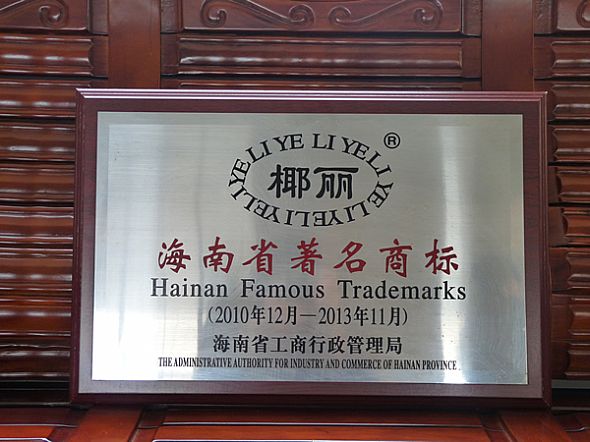 YE LI YE LI YE LI YE LI YE LI YE LI YE LI
®
椰丽
海南省著名商标
Hainan Famous Trademarks
(2010年12月—2013年11月)
海南省工商行政管理局
THE ADMINISTRATIVE AUTHORITY FOR INDUSTRY AND COMMERCE OF HAINAN PROVINCE